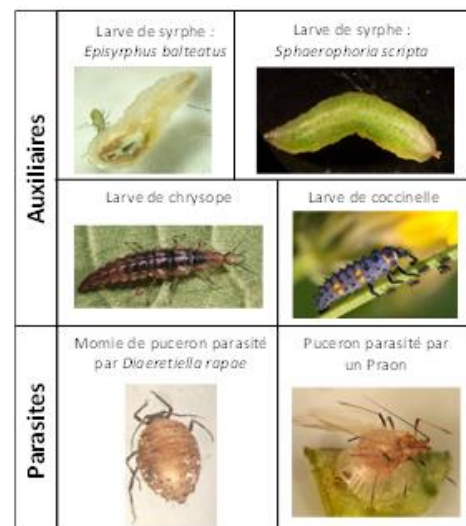 Auxiliaires
Larve de syrphe :
Episyrphus balteatus
Larve de syrphe :
Sphaerophoria scripta
Larve de chrysope
Larve de coccinelle
Parasites
Momie de puceron parasité
par Diaeretiella rapae
Puceron parasité par
un Praon